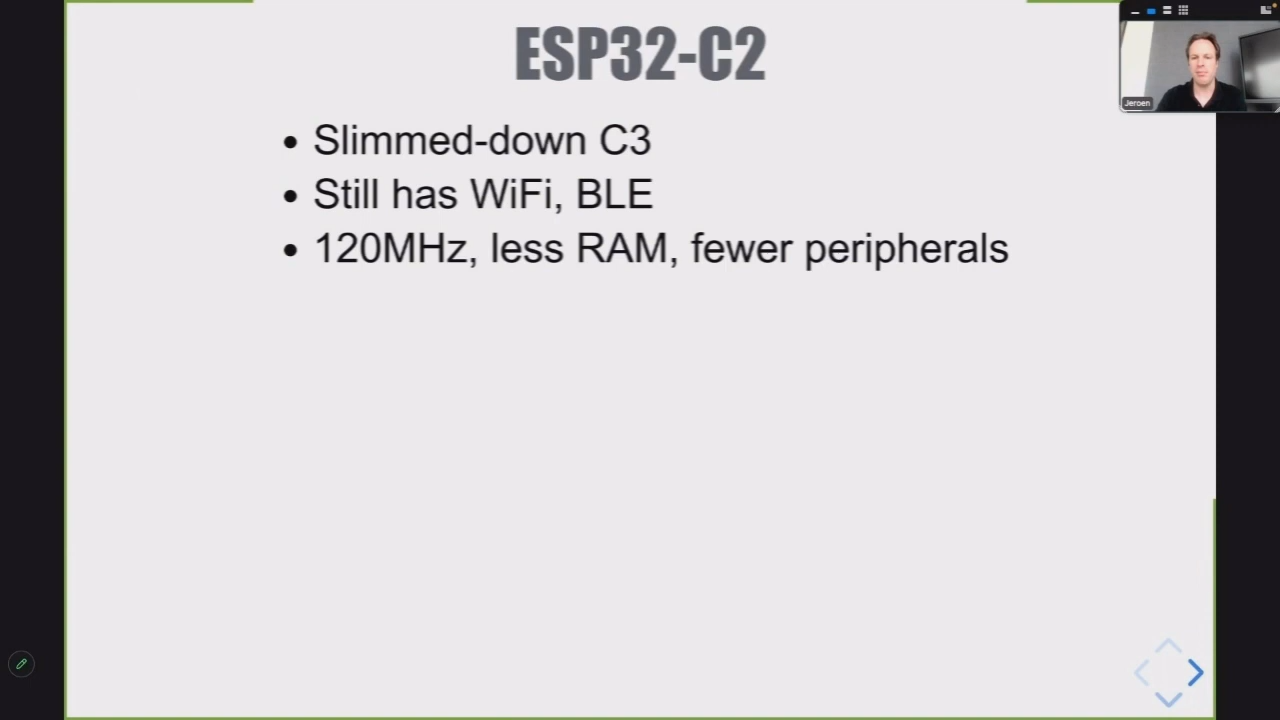 ESP32-C2
Jeroen
• Slimmed-down C3
• Still has WiFi, BLE
• 120MHz, less RAM, fewer peripherals